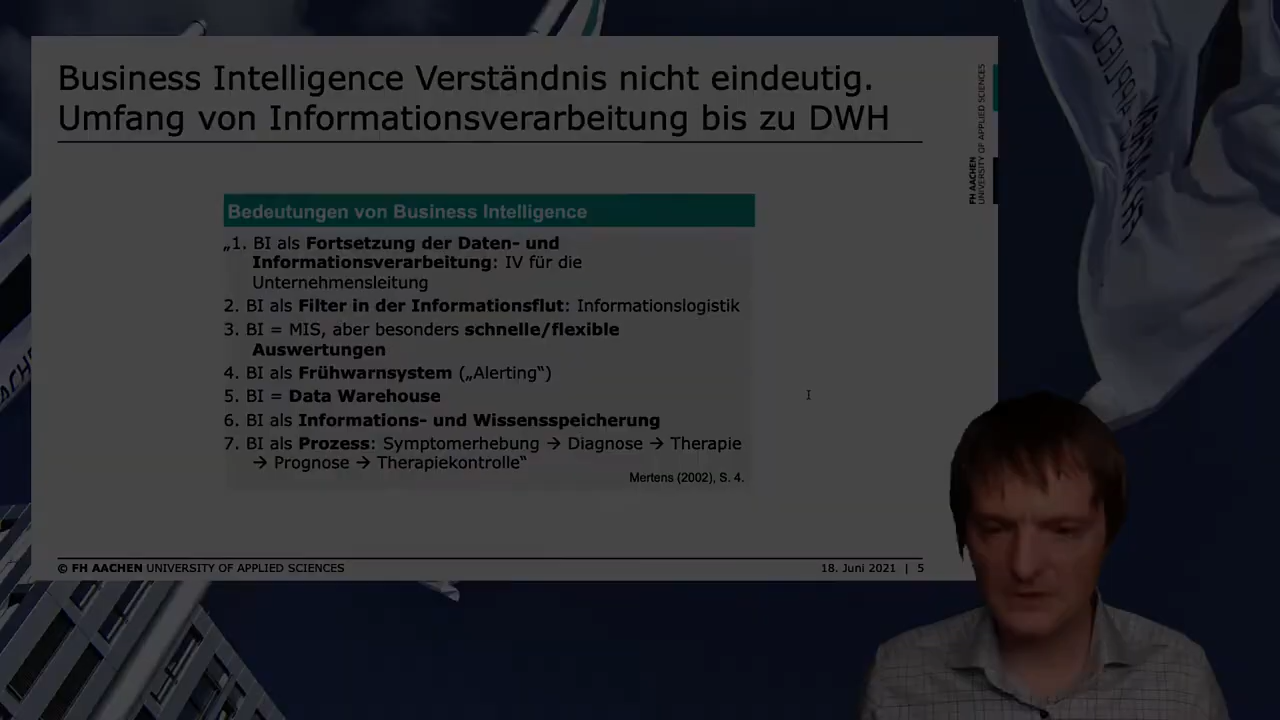 Business Intelligence Verständnis nicht eindeutig.
Umfang von Informationsverarbeitung bis zu DWH
Bedeutungen von Business Intelligence
„1. BI als Fortsetzung der Daten- und
Informationsverarbeitung: IV für die
Unternehmensleitung
2. BI als Filter in der Informationsflut: Informationslogistik
3. BI = MIS, aber besonders schnelle/flexible
Auswertungen
4. BI als Frühwarnsystem („Alerting“)
5. BI = Data Warehouse
6. BI als Informations- und Wissensspeicherung
7. BI als Prozess: Symptomerhebung → Diagnose → Therapie
→ Prognose → Therapiekontrolle“
Mertens (2002), S. 4.
© FH AACHEN UNIVERSITY OF APPLIED SCIENCES
18. Juni 2021 | 5
FH AACHEN
UNIVERSITY OF APPLIED SCIENCES
FH AACHEN